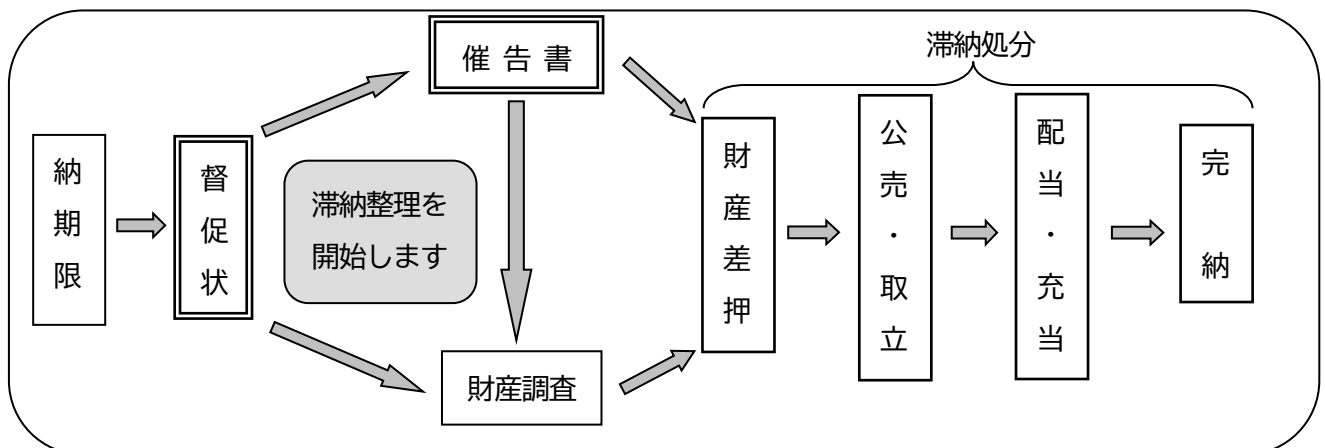 納期限
督促状
催告書
滞納整理を
開始します
財産調査
滞納処分
財産差押
公売・取立
配当・充当
完納